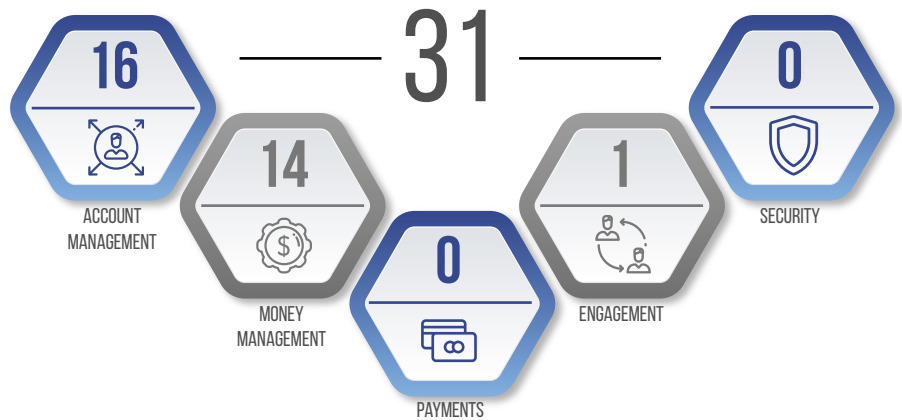 31
16
ACCOUNT
MANAGEMENT
14
$
MONEY
MANAGEMENT
0
PAYMENTS
1
ENGAGEMENT
0
SECURITY